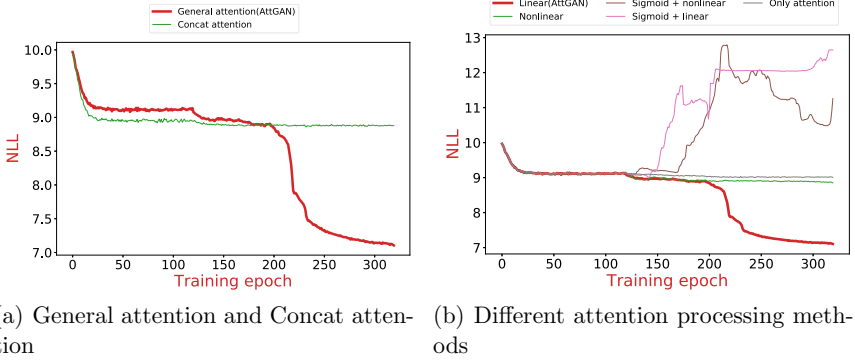 General attention(AttGAN)
Concat attention
10.0
9.5
9.0
8.5
8.0
7.5
7.0
NLL
0 50 100 150 200 250 300
Training epoch
(a) General attention and Concat atten-
tion
Linear(AttGAN) Sigmoid + nonlinear Only attention
Nonlinear Sigmoid + linear
13
12
11
10
9
8
7
NLL
0 50 100 150 200 250 300
Training epoch
(b) Different attention processing meth-
ods